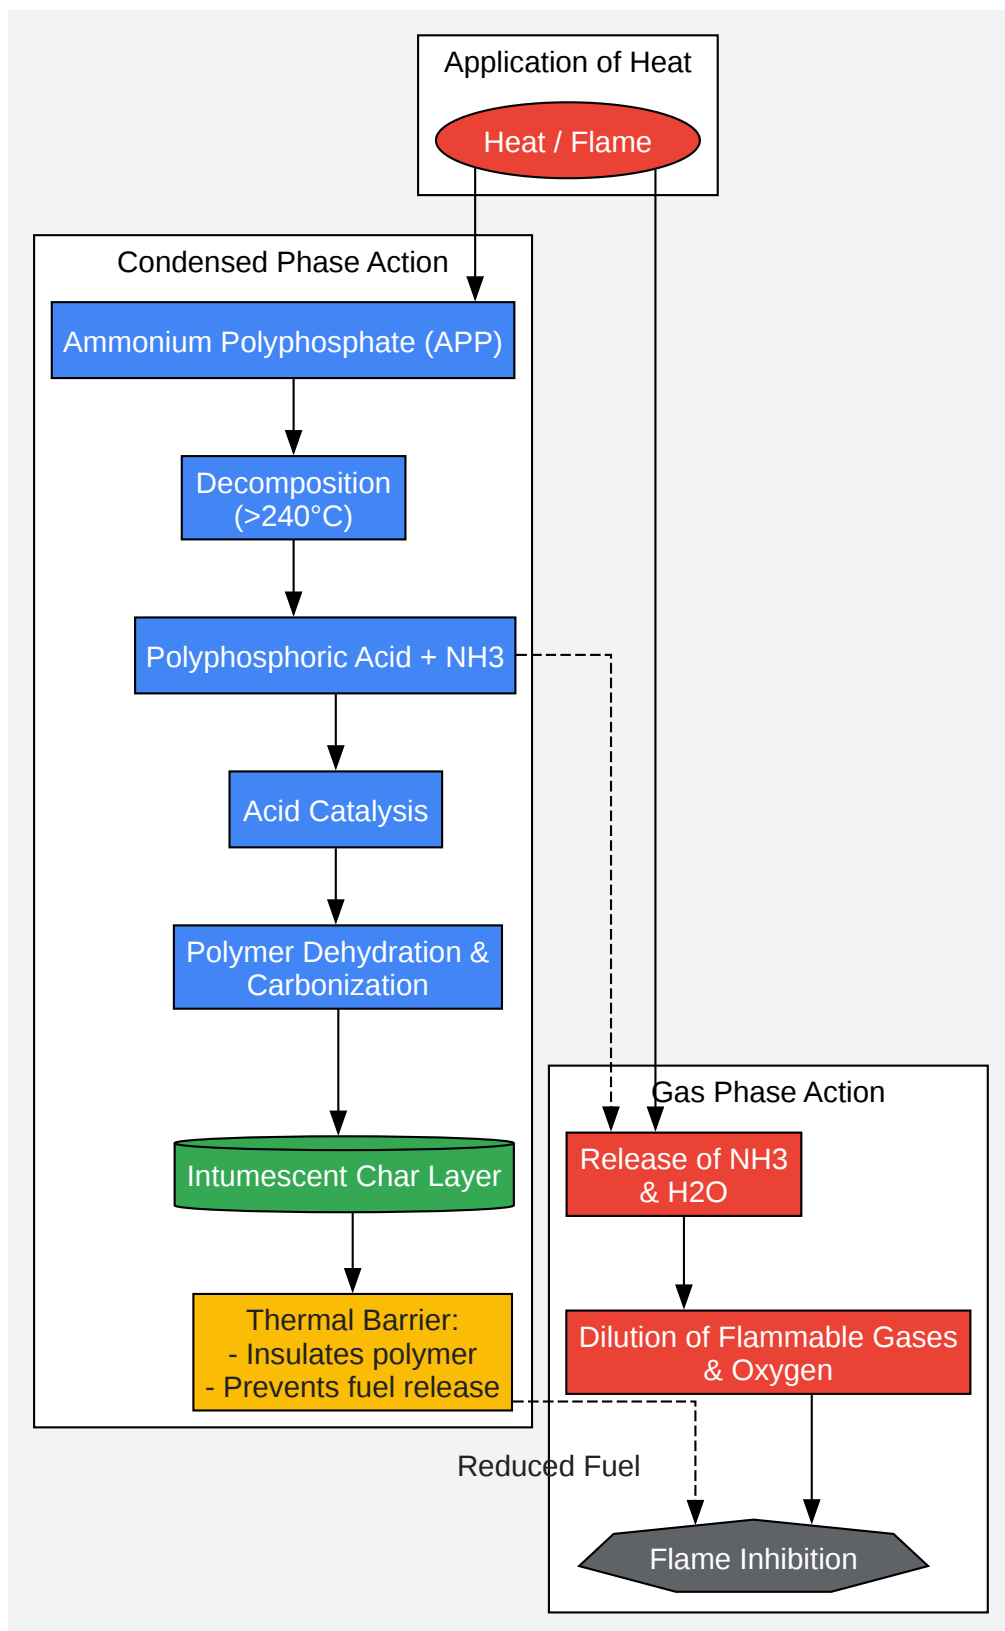 Application of Heat
Heat / Flame
Condensed Phase Action
Ammonium Polyphosphate (APP)
Decomposition
(>240°C)
Polyphosphoric Acid + NH3
Acid Catalysis
Polymer Dehydration &
Carbonization
Intumescent Char Layer
Thermal Barrier:
- Insulates polymer
- Prevents fuel release
Gas Phase Action
Release of NH3
& H2O
Dilution of Flammable Gases
& Oxygen
Reduced Fuel
Flame Inhibition